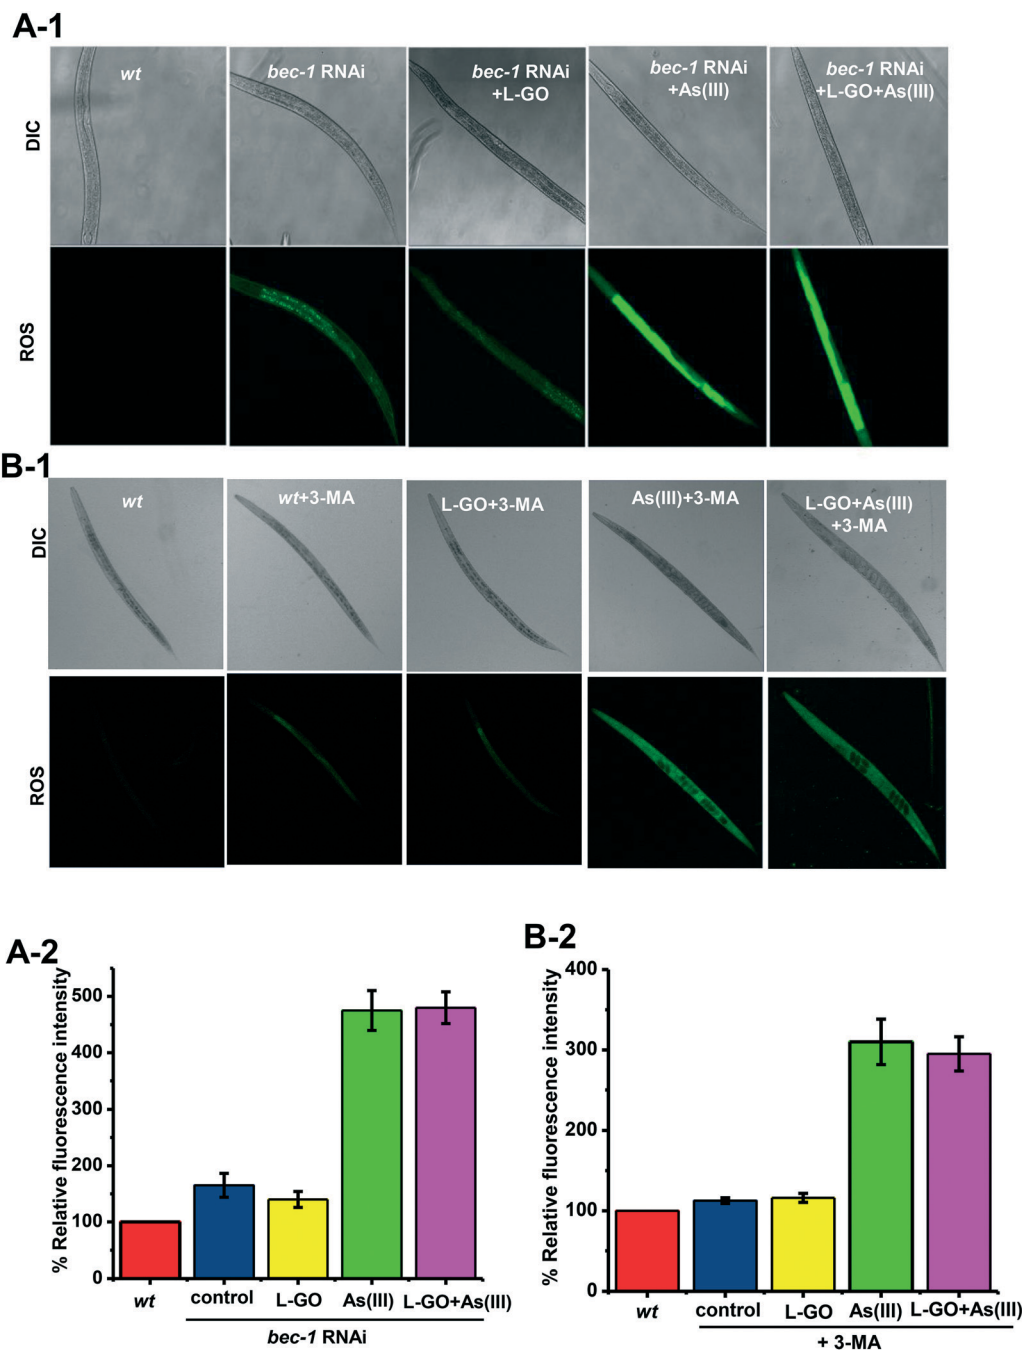 A-1
DIC
wt
bec-1 RNAi
bec-1 RNAi
+L-GO
bec-1 RNAi
+As(III)
bec-1 RNAi
+L-GO+As(III)
ROS
B-1
DIC
wt
wt+3-MA
L-GO+3-MA
As(III)+3-MA
L-GO+As(III)
+3-MA
ROS
A-2
% Relative fluorescence intensity
500
400
300
200
100
0
wt
control
L-GO
As(III)
L-GO+As(III)
bec-1 RNAi
B-2
% Relative fluorescence intensity
400
300
200
100
0
wt
control
L-GO
As(III)
L-GO+As(III)
+ 3-MA